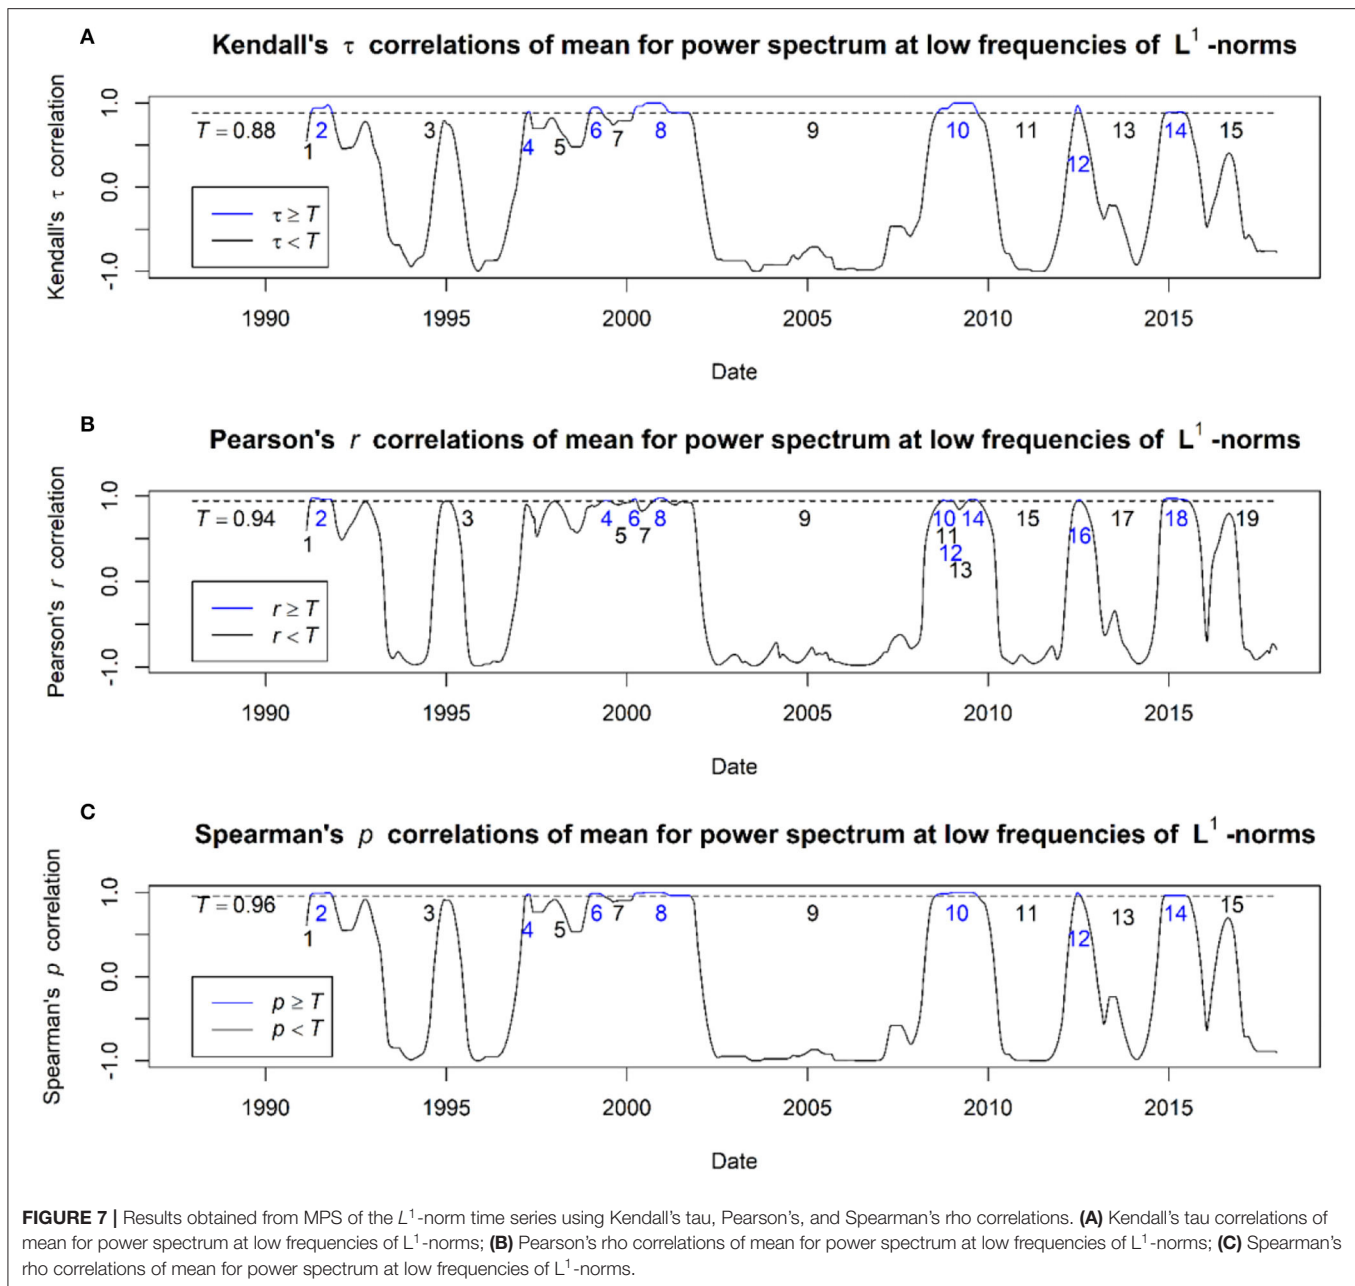 A
Kendall's τ correlations of mean for power spectrum at low frequencies of L¹ -norms
Kendall's τ correlation
1.0
0.0
-1.0
T = 0.88
1
2
3
4
5
6
7
8
9
10
11
12
13
14
15
τ ≥ T
τ < T
1990 1995 2000 2005 2010 2015
Date
B
Pearson's r correlations of mean for power spectrum at low frequencies of L¹ -norms
Pearson's r correlation
1.0
0.0
-1.0
T = 0.94
1
2
3
4
5
6
7
8
9
10
11
12
13
14
15
16
17
18
19
r ≥ T
r < T
1990 1995 2000 2005 2010 2015
Date
C
Spearman's p correlations of mean for power spectrum at low frequencies of L¹ -norms
Spearman's p correlation
1.0
0.0
-1.0
T = 0.96
1
2
3
4
5
6
7
8
9
10
11
12
13
14
15
p ≥ T
p < T
1990 1995 2000 2005 2010 2015
Date
FIGURE 7 | Results obtained from MPS of the L¹-norm time series using Kendall's tau, Pearson's, and Spearman's rho correlations. (A) Kendall's tau correlations of
mean for power spectrum at low frequencies of L¹-norms; (B) Pearson's rho correlations of mean for power spectrum at low frequencies of L¹-norms; (C) Spearman's
rho correlations of mean for power spectrum at low frequencies of L¹-norms.